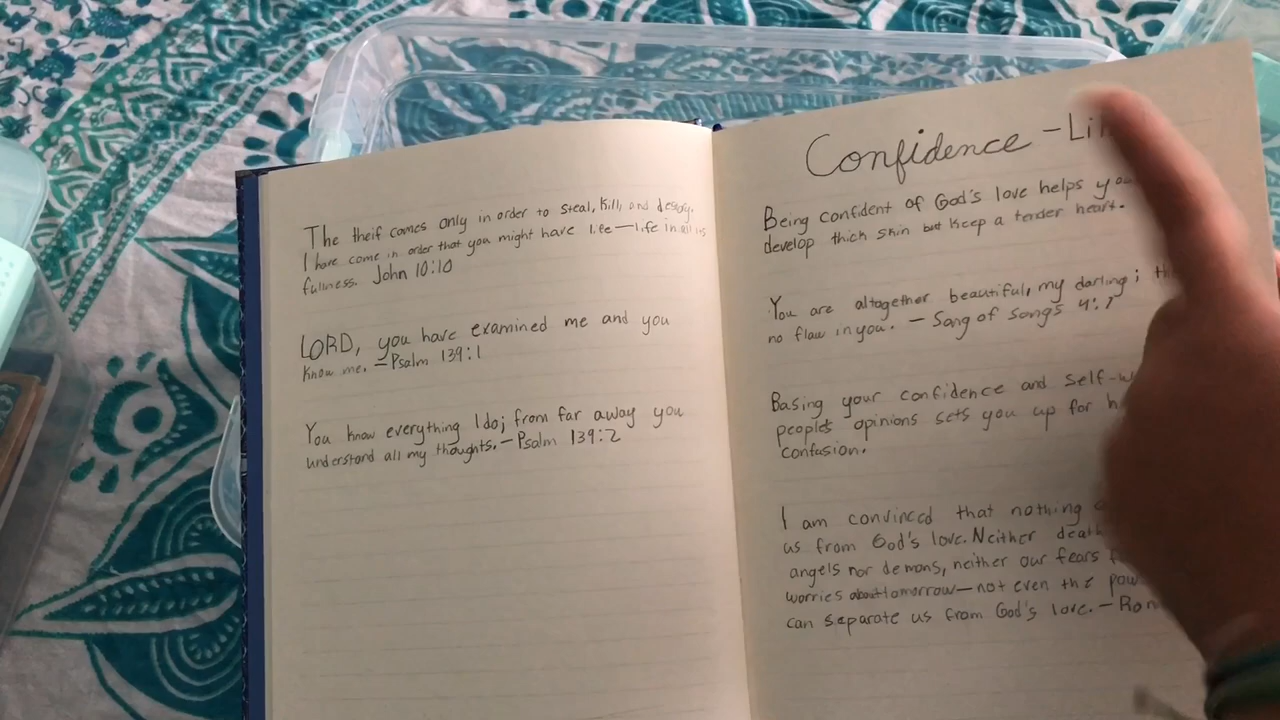 The theif comes only in order to steal, kill, and destroy.
I have come in order that you might have life—life in all its
fullness. John 10:10
LORD, you have examined me and you
know me. —Psalm 139:1
You know everything I do; from far away you
understand all my thoughts. —Psalm 139:2
Confidence —
Being confident of God's love helps you
develop thick skin but keep a tender heart.
You are altogether beautiful, my darling;
no flaw in you. — Song of Songs 4:7
Basing your confidence and self-
people's opinions sets you up for
confusion.
I am convinced that nothing
us from God's love. Neither death
angels nor demons, neither our fears
worries about tomorrow—not even the
can separate us from God's love. —